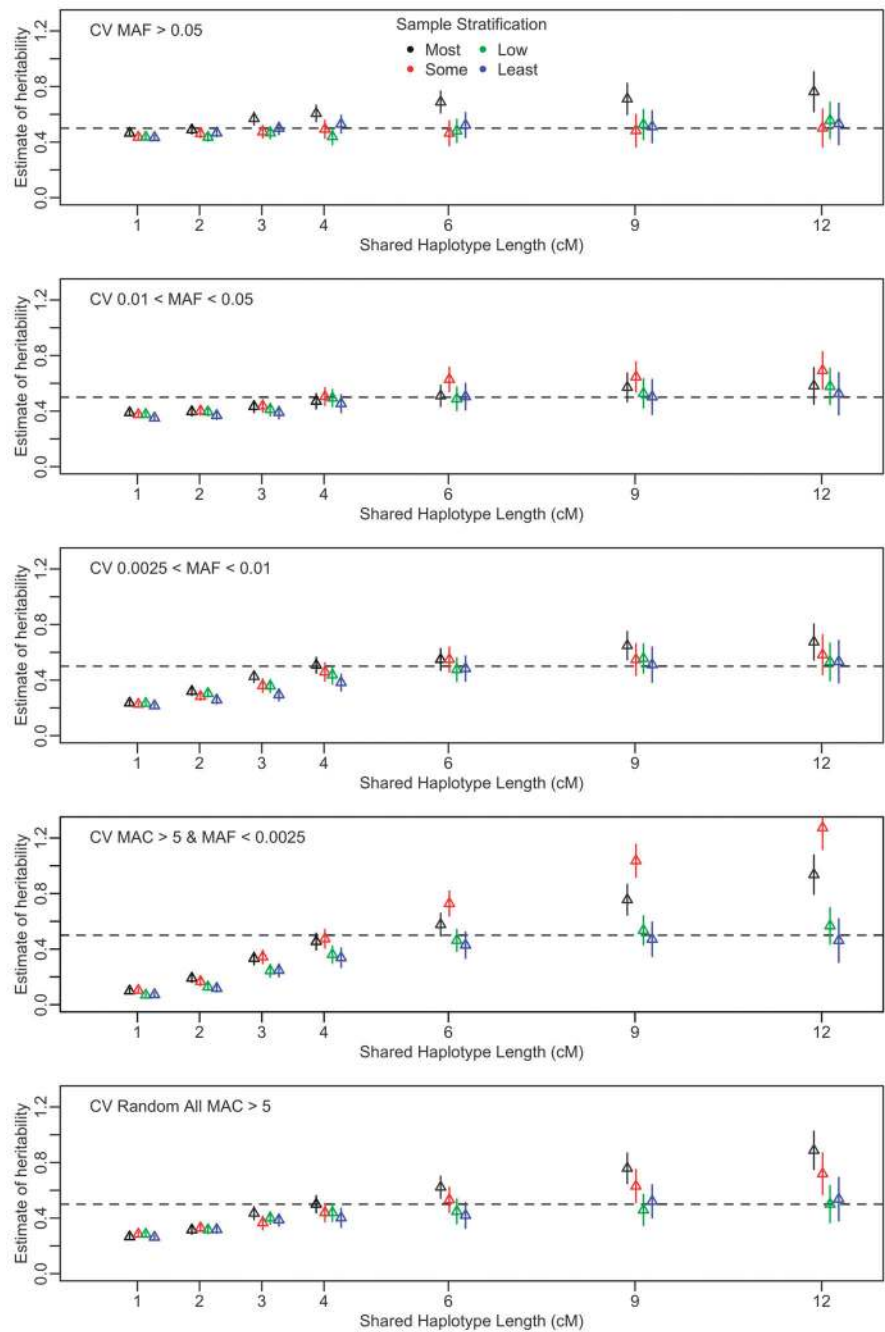 CV MAF > 0.05
Sample Stratification
Most Low
Some Least
Estimate of heritability
0.0 0.4 0.8 1.2
1 2 3 4 6 9 12
Shared Haplotype Length (cM)
CV 0.01 < MAF < 0.05
Estimate of heritability
0.0 0.4 0.8 1.2
1 2 3 4 6 9 12
Shared Haplotype Length (cM)
CV 0.0025 < MAF < 0.01
Estimate of heritability
0.0 0.4 0.8 1.2
1 2 3 4 6 9 12
Shared Haplotype Length (cM)
CV MAC > 5 & MAF < 0.0025
Estimate of heritability
0.0 0.4 0.8 1.2
1 2 3 4 6 9 12
Shared Haplotype Length (cM)
CV Random All MAC > 5
Estimate of heritability
0.0 0.4 0.8 1.2
1 2 3 4 6 9 12
Shared Haplotype Length (cM)